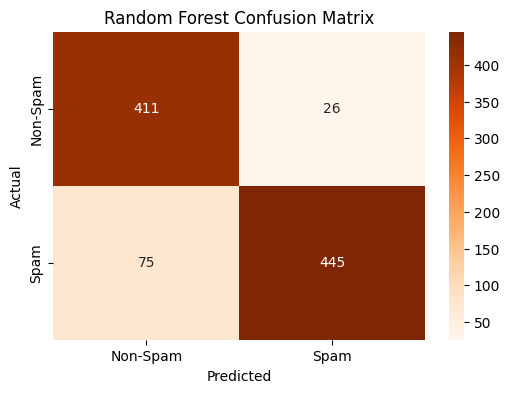 Random Forest Confusion Matrix
Actual
Non-Spam
411
26
Spam
75
445
Non-Spam
Spam
Predicted
400
350
300
250
200
150
100
50